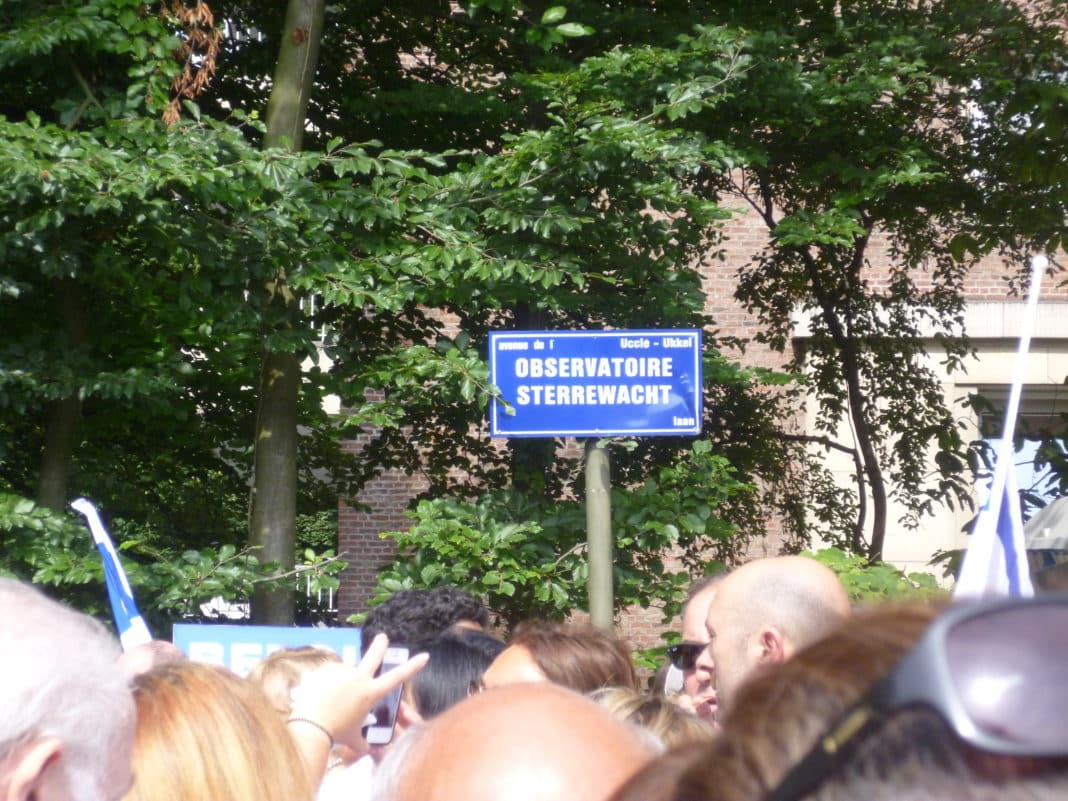 avenue de l' Uccle - Ukkel
OBSERVATOIRE
STERREWACHT
laan